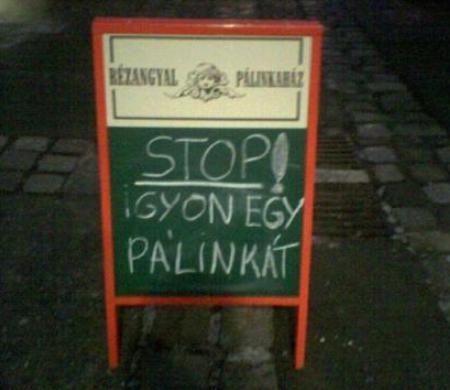 RÉZANGYAL PÁLINKAHÁZ
STOP!
iGYON EGY
PÁLINKÁT